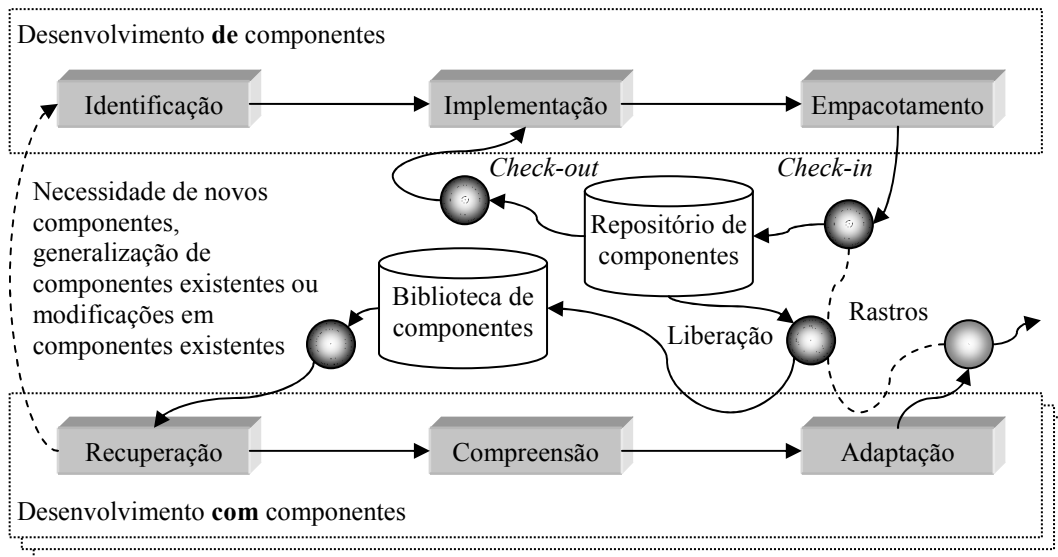 Desenvolvimento de componentes
Identificação
Implementação
Empacotamento
Check-out
Check-in
Necessidade de novos
componentes,
generalização de
componentes existentes ou
modificações em
componentes existentes
Repositório de
componentes
Biblioteca de
componentes
Liberação
Rastros
Recuperação
Compreensão
Adaptação
Desenvolvimento com componentes